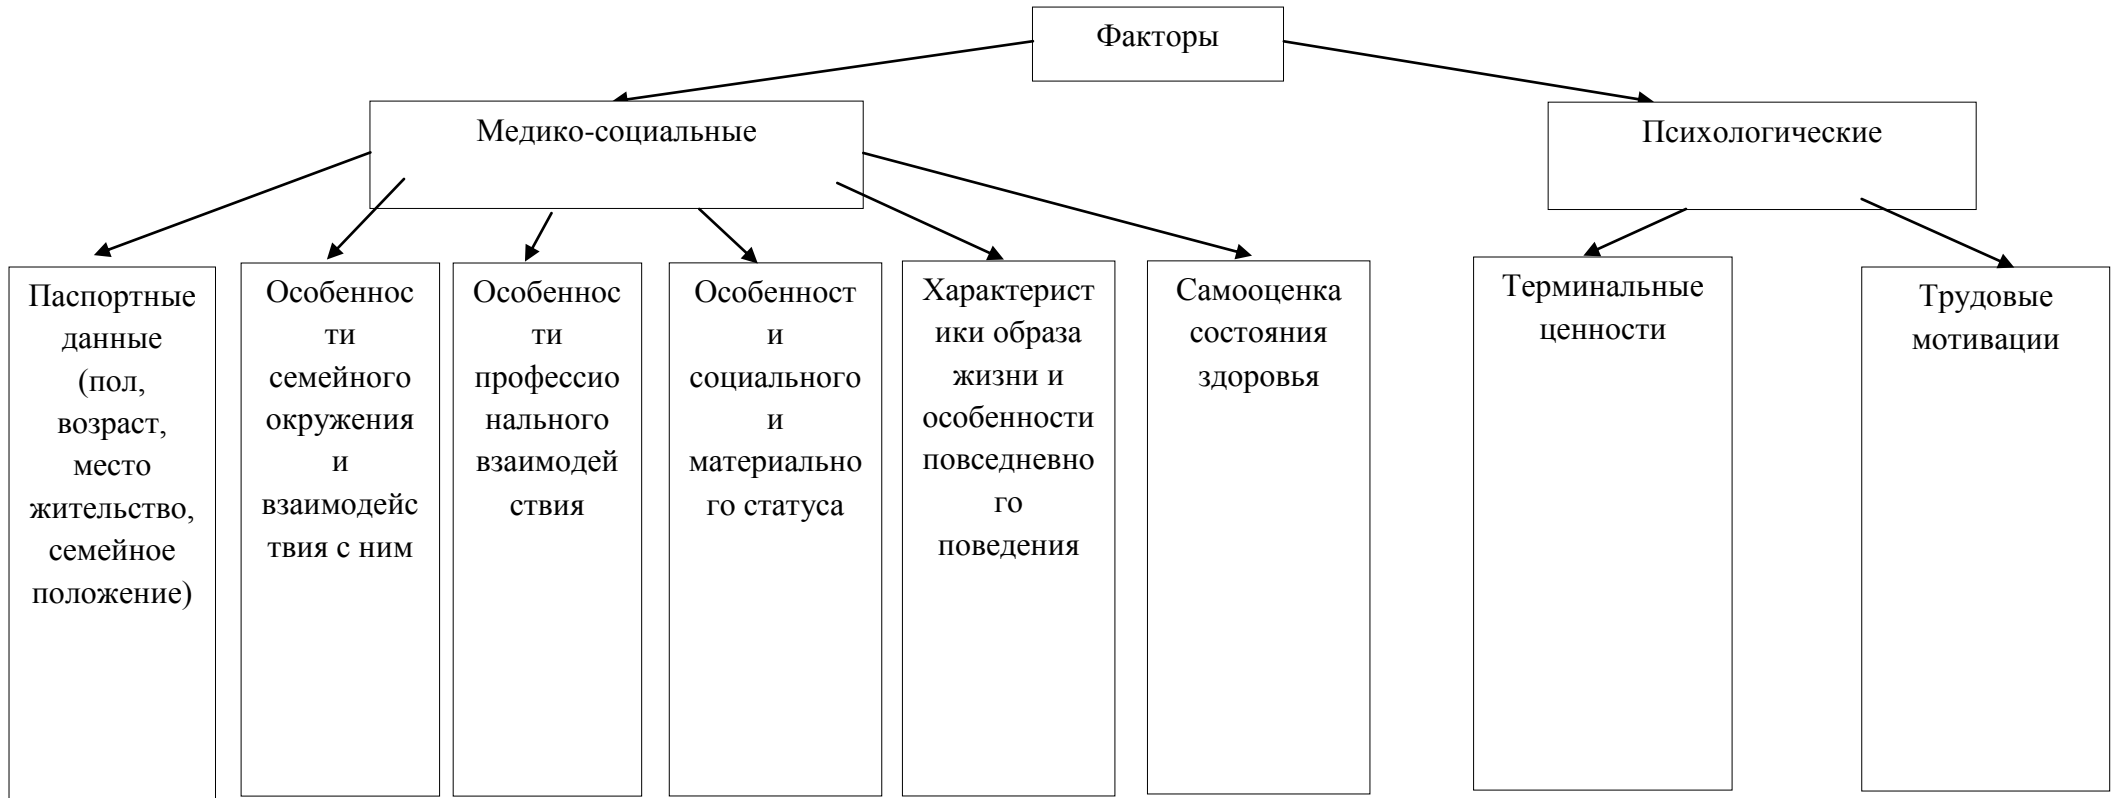 Факторы
Медико-социальные
Психологические
Паспортные
данные
(пол,
возраст,
место
жительство,
семейное
положение)
Особеннос
ти
семейного
окружения
и
взаимодейс
твия с ним
Особеннос
ти
профессио
нального
взаимодей
ствия
Особенност
и
социального
и
материально
го статуса
Характерист
ики образа
жизни и
особенности
повседневно
го
поведения
Самооценка
состояния
здоровья
Терминальные
ценности
Трудовые
мотивации